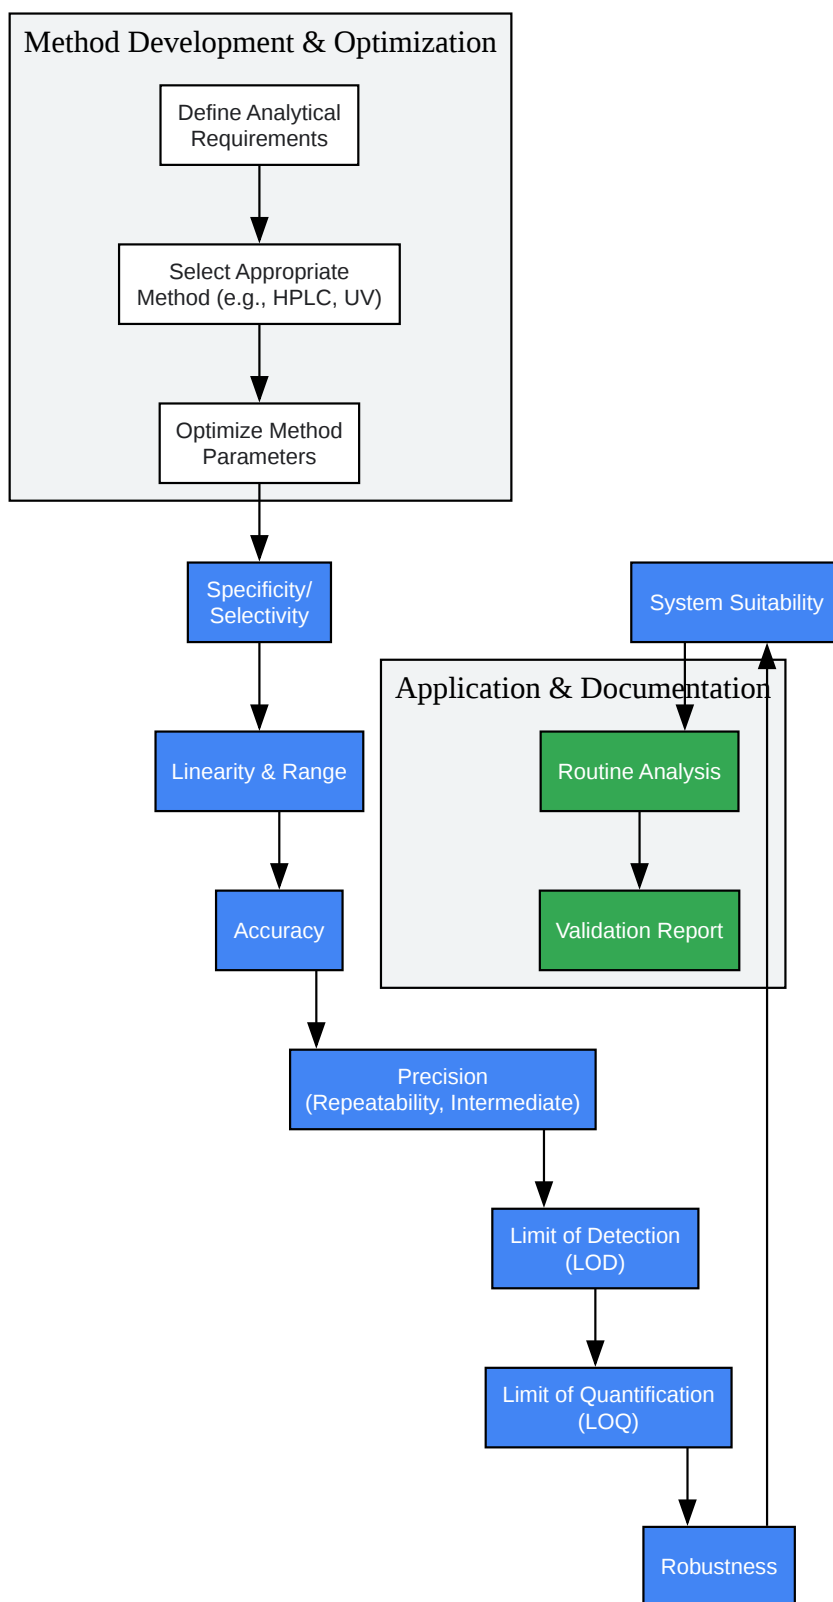 Method Development & Optimization
Define Analytical
Requirements
Select Appropriate
Method (e.g., HPLC, UV)
Optimize Method
Parameters
Specificity/
Selectivity
System Suitability
Application & Documentation
Linearity & Range
Routine Analysis
Accuracy
Validation Report
Precision
(Repeatability, Intermediate)
Limit of Detection
(LOD)
Limit of Quantification
(LOQ)
Robustness